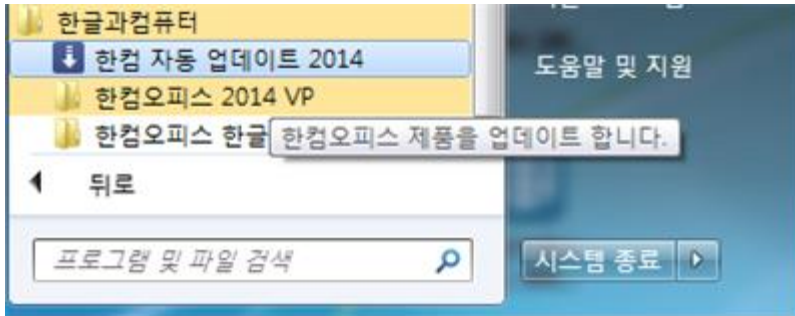 한글과컴퓨터
한컴 자동 업데이트 2014
한컴오피스 2014 VP
한컴오피스 한글
한컴오피스 제품을 업데이트 합니다.
뒤로
프로그램 및 파일 검색
도움말 및 지원
시스템 종료